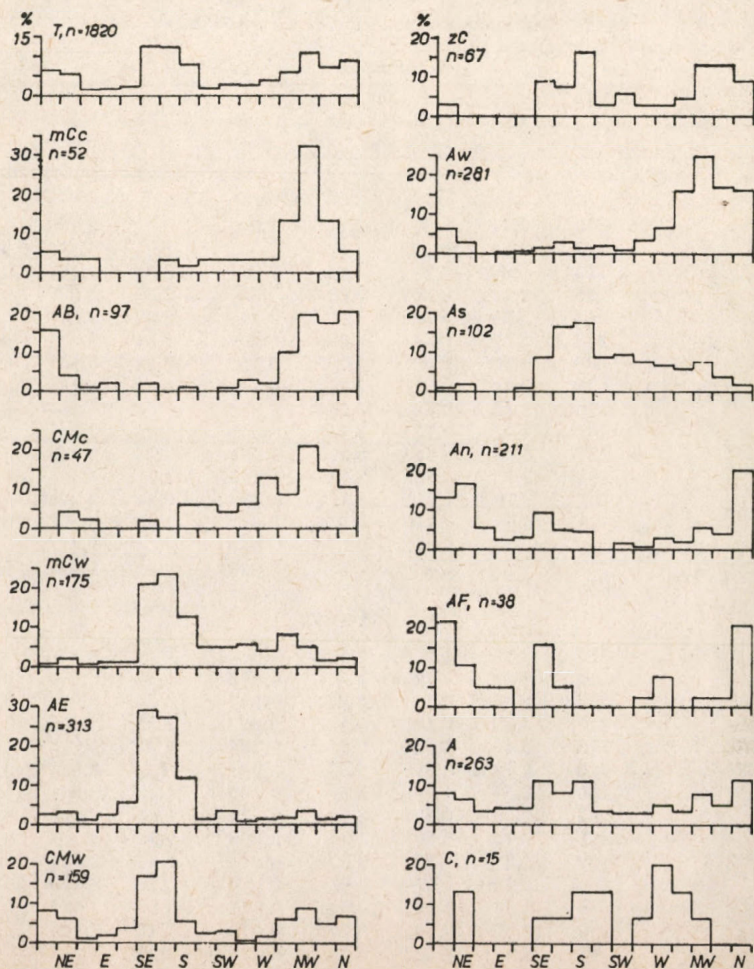 %
T, n=1820
15
10
5
0
mCc
n=52
30
20
10
0
AB, n=97
20
10
0
CMc
n=47
20
10
0
mCw
n=175
20
10
0
AE
n=313
30
20
10
0
CMw
n=159
20
10
0
NE E SE S SW W NW N
%
zC
n=67
20
10
0
Aw
n=281
20
10
0
As
n=102
20
10
0
An, n=211
20
10
0
AF, n=38
20
10
0
A
n=263
20
10
0
C, n=15
20
10
0
NE E SE S SW W NW N